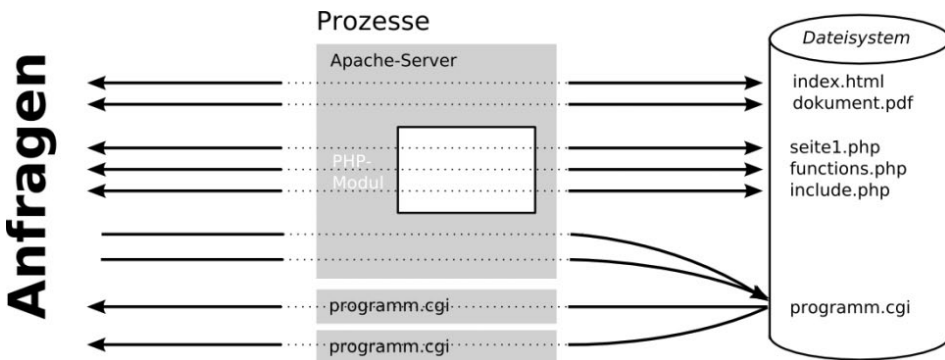 Anfragen
Prozesse
Apache-Server
PHP-
Modul
programm.cgi
programm.cgi
Dateisystem
index.html
dokument.pdf
seite1.php
functions.php
include.php
programm.cgi